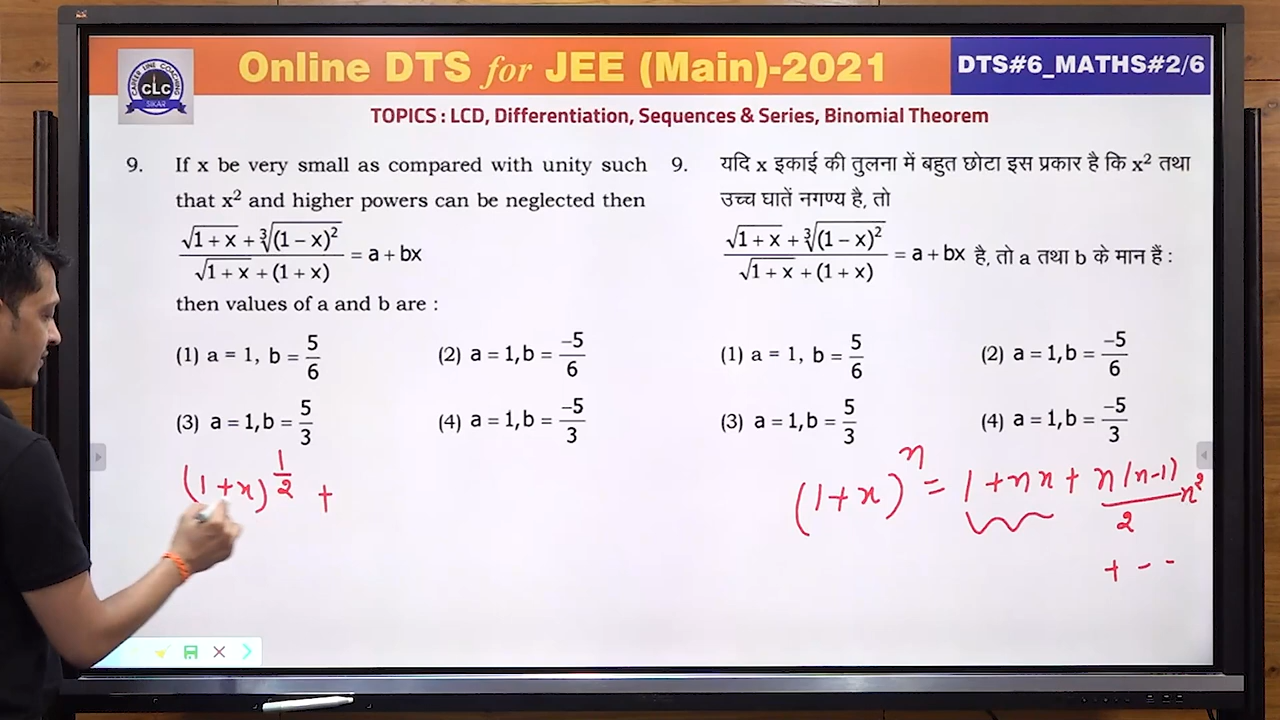 Online DTS for JEE (Main)-2021
DTS#6_MATHS#2/6
CAREER LINE COACHING
CLC
SIKAR
TOPICS : LCD, Differentiation, Sequences & Series, Binomial Theorem
9. If x be very small as compared with unity such
that x² and higher powers can be neglected then
(√(1+x) + ∛((1−x)²)) / (√(1+x) + (1+x)) = a + bx
then values of a and b are :
(1) a = 1, b = 5/6
(2) a = 1, b = −5/6
(3) a = 1, b = 5/3
(4) a = 1, b = −5/3
9. यदि x इकाई की तुलना में बहुत छोटा इस प्रकार है कि x² तथा
उच्च घातें नगण्य है, तो
(√(1+x) + ∛((1−x)²)) / (√(1+x) + (1+x)) = a + bx है, तो a तथा b के मान हैं :
(1) a = 1, b = 5/6
(2) a = 1, b = −5/6
(3) a = 1, b = 5/3
(4) a = 1, b = −5/3
(1+x)^(1/2) +
(1+x)^n = 1 + nx + n(n-1)/2 x²
+ - -